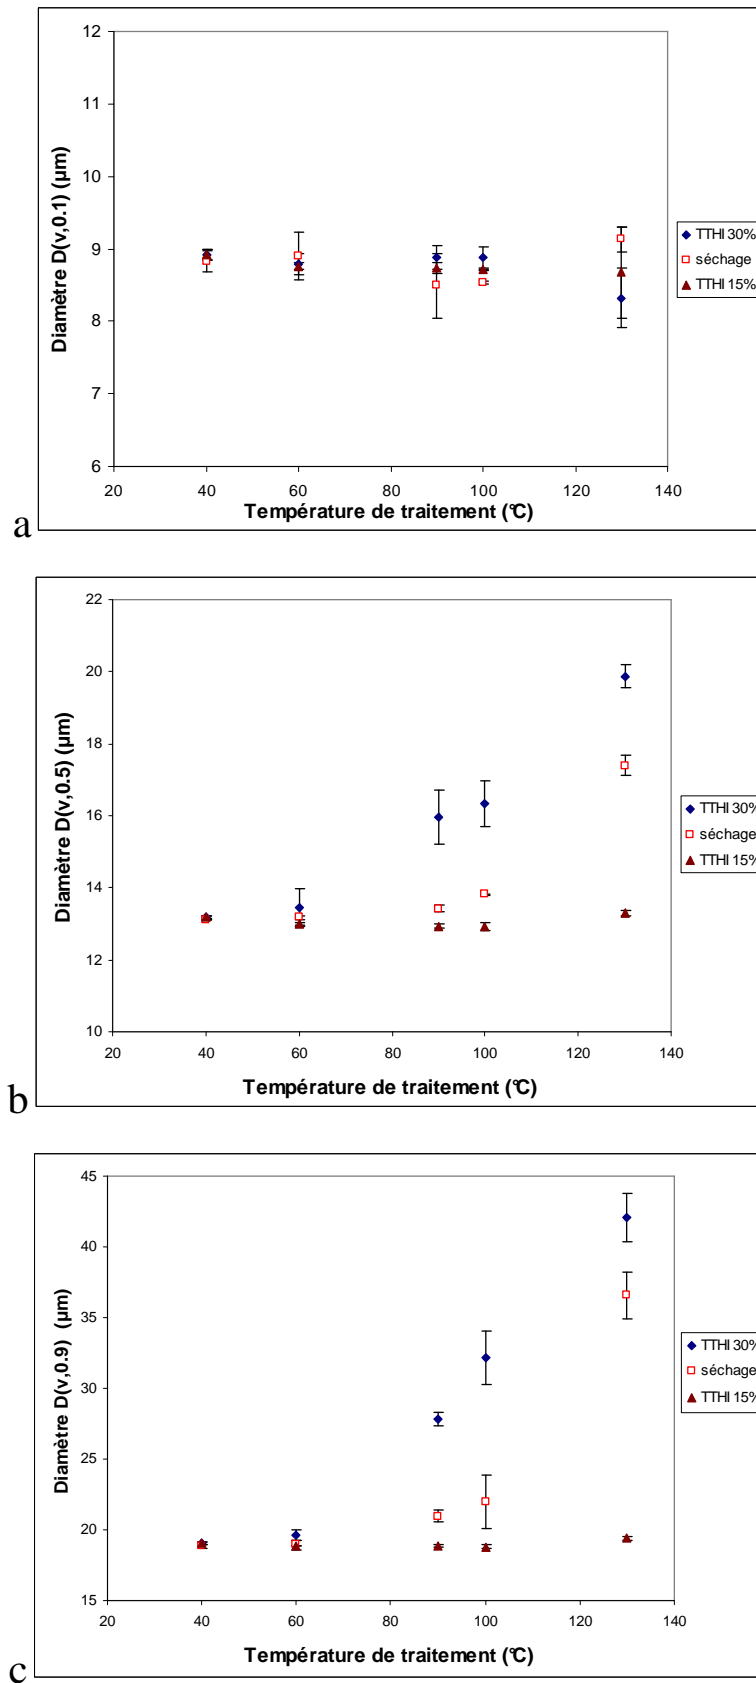 12
11
10
9
8
7
6
Diamètre D(v,0.1) (µm)
20 40 60 80 100 120 140
Température de traitement (°C)
TTHI 30%
séchage
TTHI 15%
a
22
20
18
16
14
12
10
Diamètre D(v,0.5) (µm)
20 40 60 80 100 120 140
Température de traitement (°C)
TTHI 30%
séchage
TTHI 15%
b
45
40
35
30
25
20
15
Diamètre D(v,0.9) (µm)
20 40 60 80 100 120 140
Température de traitement (°C)
TTHI 30%
séchage
TTHI 15%
c